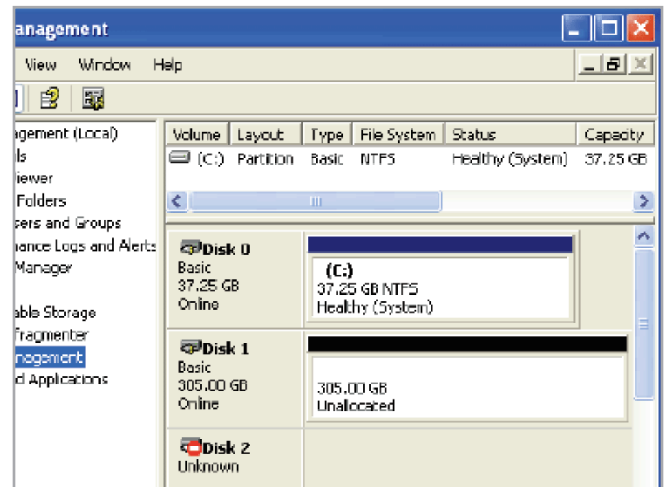 anagement
View Window Help
agement (Local)
ls
iewer
Folders
sers and Groups
nance Logs and Alerts
Manager
able Storage
fragmenter
nagement
d Applications
Volume Layout Type File System Status Capacity
(C:) Partition Basic NTFS Healthy (System) 37.25 GB
Disk 0
Basic
37.25 GB
Online
(C:)
37.25 GB NTFS
Healthy (System)
Disk 1
Basic
305.00 GB
Online
305.00 GB
Unallocated
Disk 2
Unknown